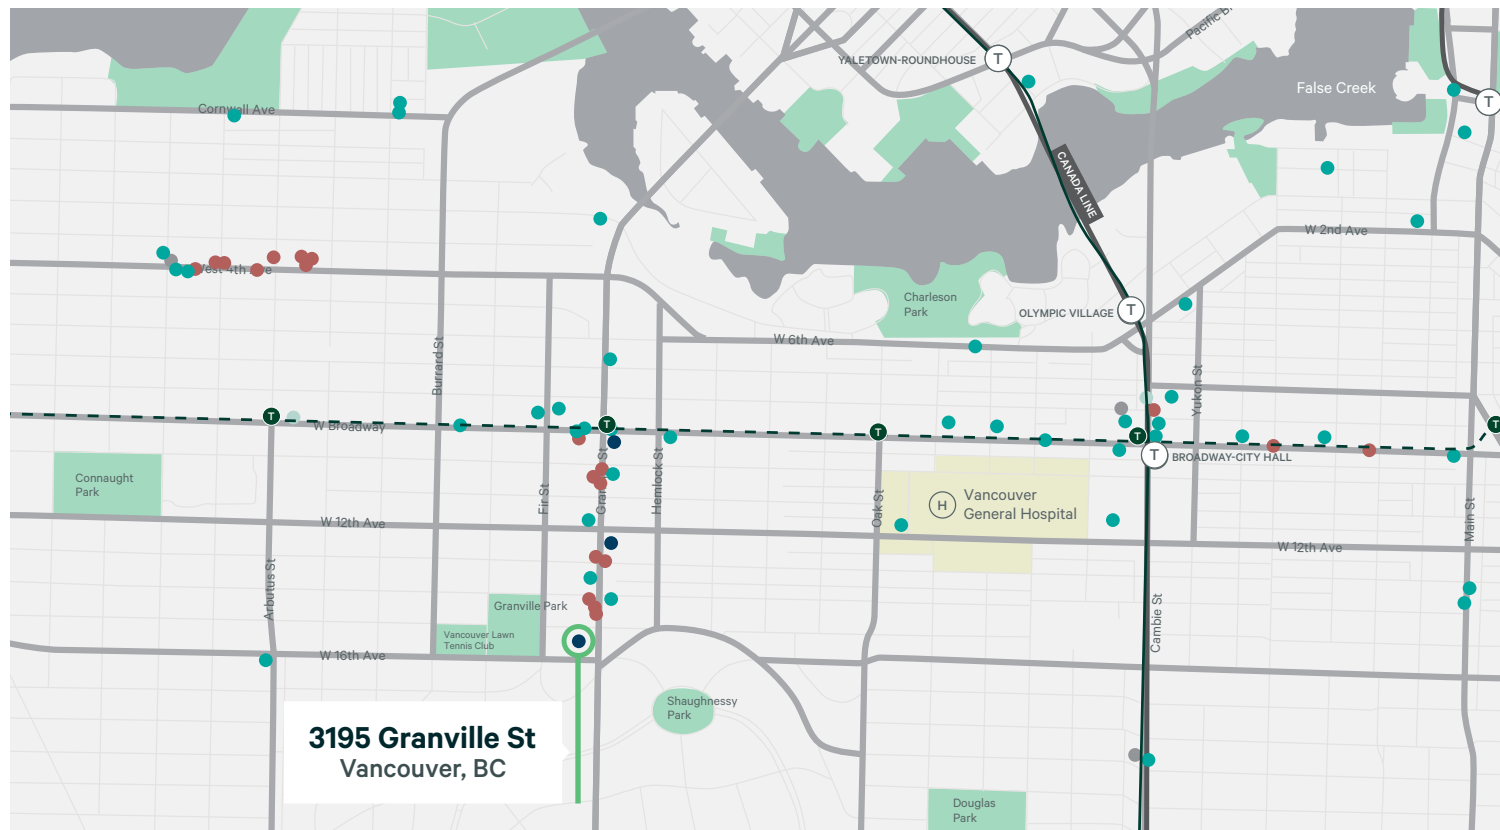 Pacific
YALETOWN-ROUNDHOUSE
T
False Creek
T
Cornwall Ave
CANADA LINE
W 2nd Ave
West 4th Ave
Charleson
Park
OLYMPIC VILLAGE
T
W 6th Ave
Burrard St
Yukon St
T
W Broadway
T
T
T
T
T
BROADWAY-CITY HALL
Connaught
Park
Fir St
Hemlock St
Oak St
H
Vancouver
General Hospital
Main St
W 12th Ave
W 12th Ave
Arbutus St
Granville Park
Cambie St
Vancouver Lawn
Tennis Club
W 16th Ave
Shaughnessy
Park
3195 Granville St
Vancouver, BC
Douglas
Park